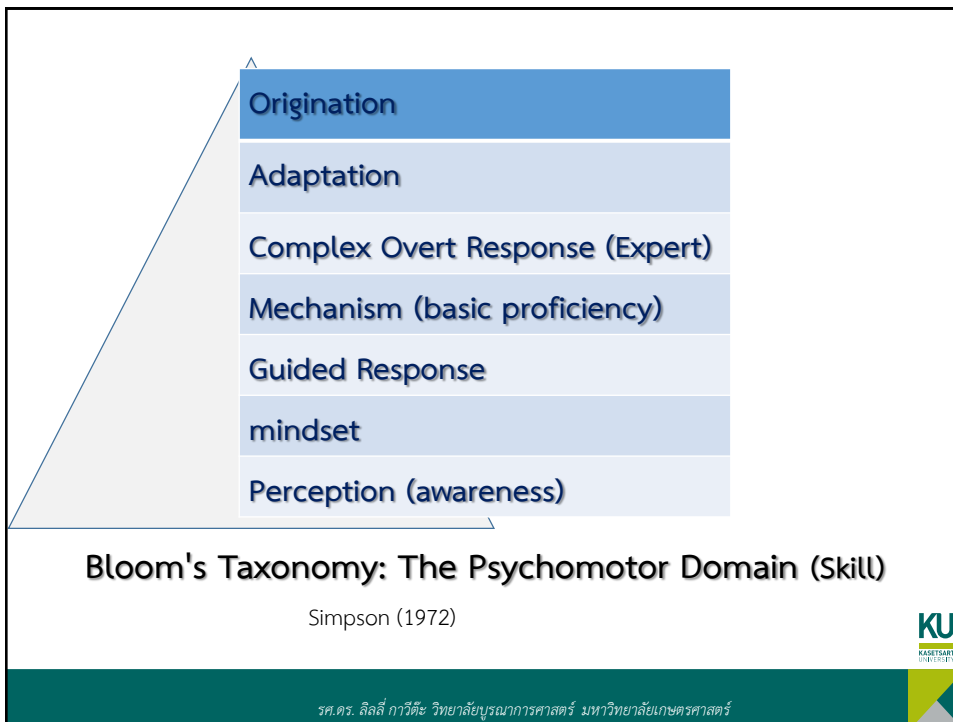 Origination
Adaptation
Complex Overt Response (Expert)
Mechanism (basic proficiency)
Guided Response
mindset
Perception (awareness)
Bloom's Taxonomy: The Psychomotor Domain (Skill)
Simpson (1972)
KU
KASETSART
UNIVERSITY
รศ.ดร. ลิลลี่ กาวีต๊ะ วิทยาลัยบูรณาการศาสตร์ มหาวิทยาลัยเกษตรศาสตร์